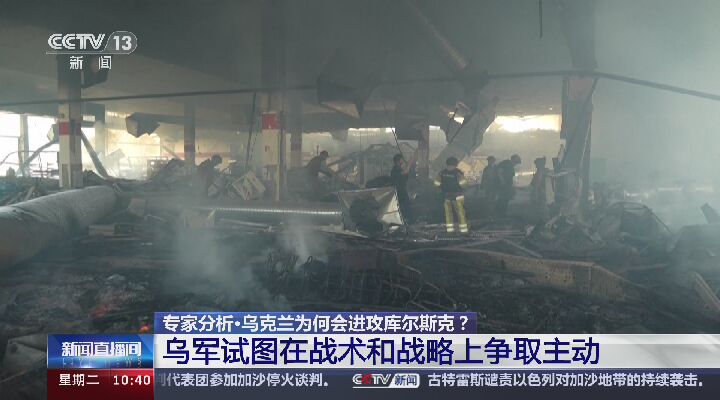 CCTV 13
新闻
专家分析·乌克兰为何会进攻库尔斯克？
乌军试图在战术和战略上争取主动
新闻直播间
星期二 10:40
代表团参加加沙停火谈判。 CCTV 新闻 古特雷斯谴责以色列对加沙地带的持续袭击。